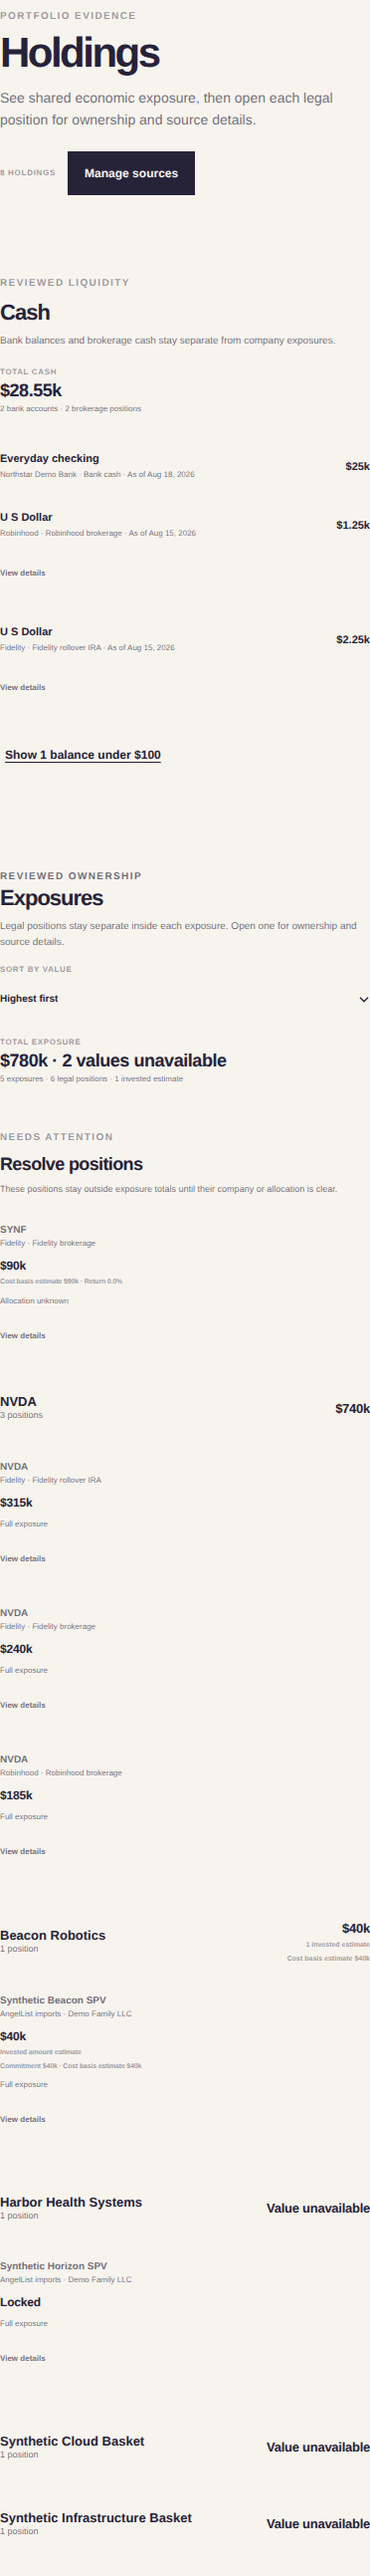 PORTFOLIO EVIDENCE
Holdings
See shared economic exposure, then open each legal
position for ownership and source details.
8 HOLDINGS
Manage sources
REVIEWED LIQUIDITY
Cash
Bank balances and brokerage cash stay separate from company exposures.
TOTAL CASH
$28.55k
2 bank accounts · 2 brokerage positions
Everyday checking
$25k
Northstar Demo Bank · Bank cash · As of Aug 18, 2026
U S Dollar
$1.25k
Robinhood · Robinhood brokerage · As of Aug 15, 2026
View details
U S Dollar
$2.25k
Fidelity · Fidelity rollover IRA · As of Aug 15, 2026
View details
Show 1 balance under $100
REVIEWED OWNERSHIP
Exposures
Legal positions stay separate inside each exposure. Open one for ownership and
source details.
SORT BY VALUE
Highest first
TOTAL EXPOSURE
$780k · 2 values unavailable
5 exposures · 6 legal positions · 1 invested estimate
NEEDS ATTENTION
Resolve positions
These positions stay outside exposure totals until their company or allocation is clear.
SYNF
Fidelity · Fidelity brokerage
$90k
Cost basis estimate $90k · Return 0.0%
Allocation unknown
View details
NVDA
$740k
3 positions
NVDA
Fidelity · Fidelity rollover IRA
$315k
Full exposure
View details
NVDA
Fidelity · Fidelity brokerage
$240k
Full exposure
View details
NVDA
Robinhood · Robinhood brokerage
$185k
Full exposure
View details
Beacon Robotics
1 position
$40k
1 invested estimate
Cost basis estimate $40k
Synthetic Beacon SPV
AngelList imports · Demo Family LLC
$40k
Invested amount estimate
Commitment $40k · Cost basis estimate $40k
Full exposure
View details
Harbor Health Systems
Value unavailable
1 position
Synthetic Horizon SPV
AngelList imports · Demo Family LLC
Locked
Full exposure
View details
Synthetic Cloud Basket
Value unavailable
1 position
Synthetic Infrastructure Basket
Value unavailable
1 position